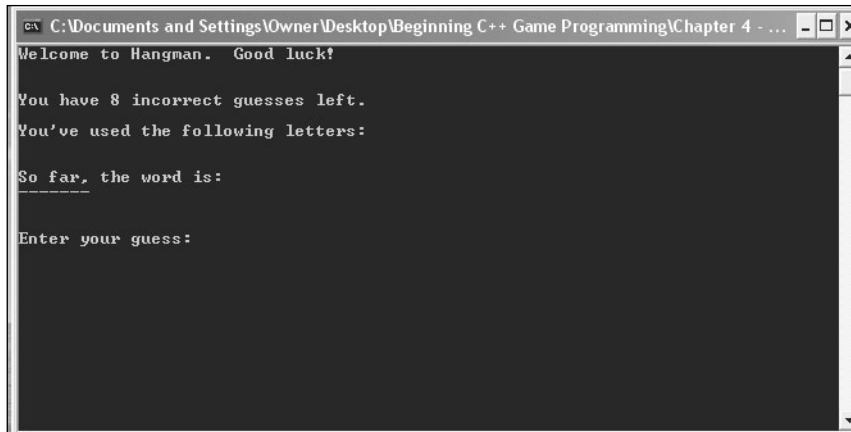 C:\Documents and Settings\Owner\Desktop\Beginning C++ Game Programming\Chapter 4 - ...
Welcome to Hangman.  Good luck!
You have 8 incorrect guesses left.
You've used the following letters:
So far, the word is:
-------
Enter your guess: